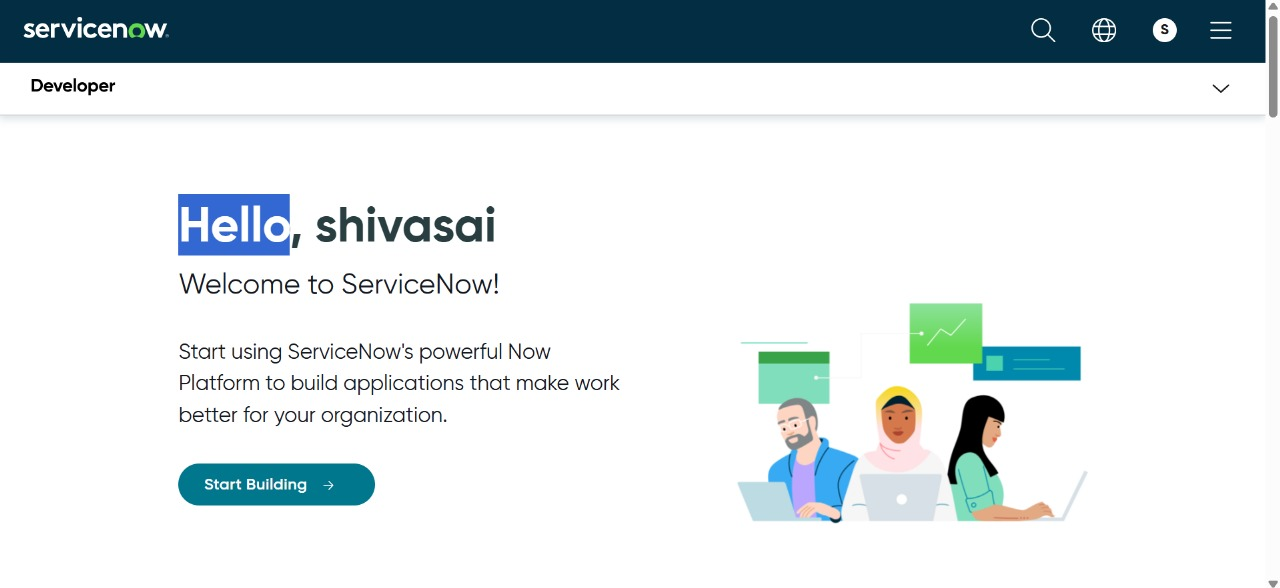 servicenow
S
Developer
Hello, shivasai
Welcome to ServiceNow!
Start using ServiceNow's powerful Now
Platform to build applications that make work
better for your organization.
Start Building →